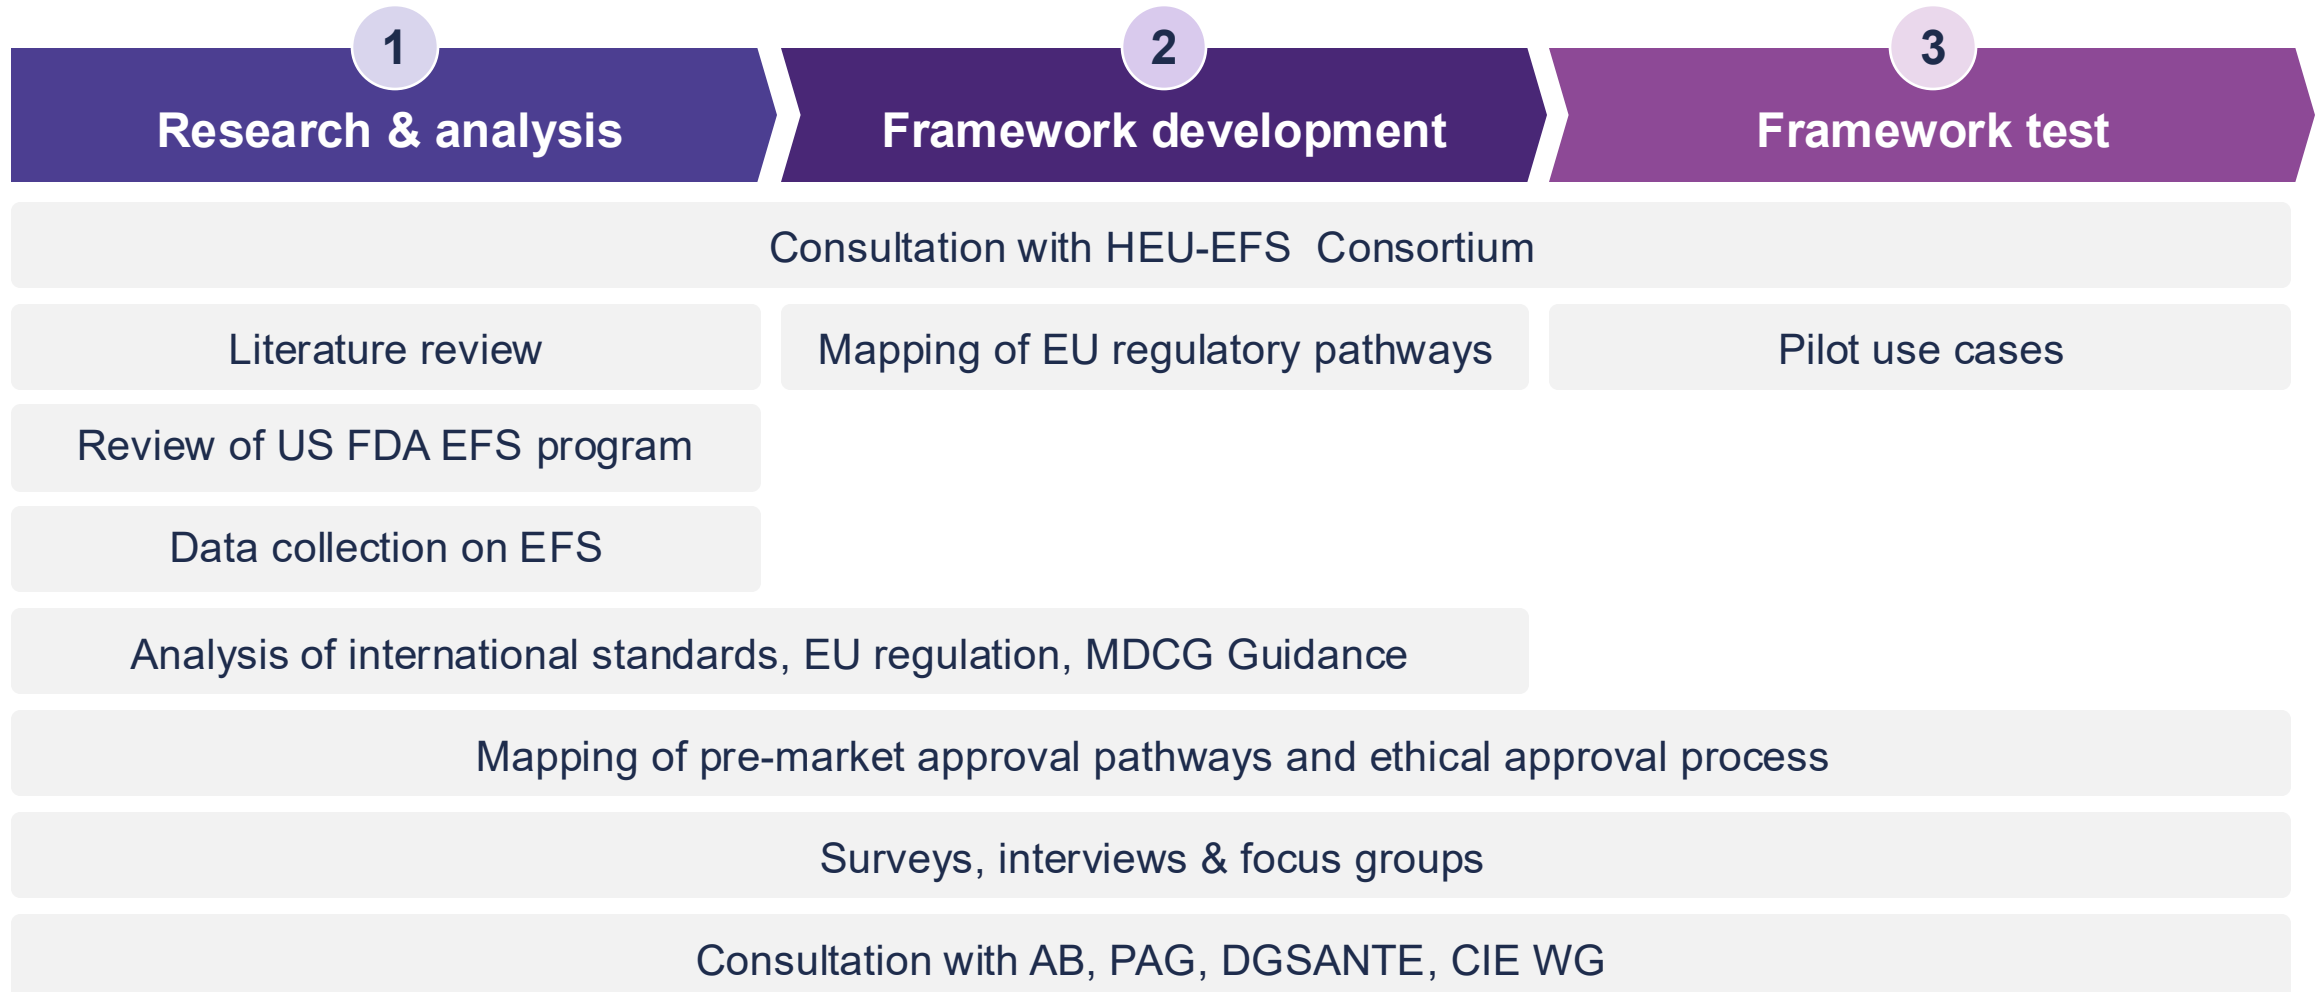 1
Research & analysis
2
Framework development
3
Framework test
Consultation with HEU-EFS  Consortium
Literature review
Mapping of EU regulatory pathways
Pilot use cases
Review of US FDA EFS program
Data collection on EFS
Analysis of international standards, EU regulation, MDCG Guidance
Mapping of pre-market approval pathways and ethical approval process
Surveys, interviews & focus groups
Consultation with AB, PAG, DGSANTE, CIE WG